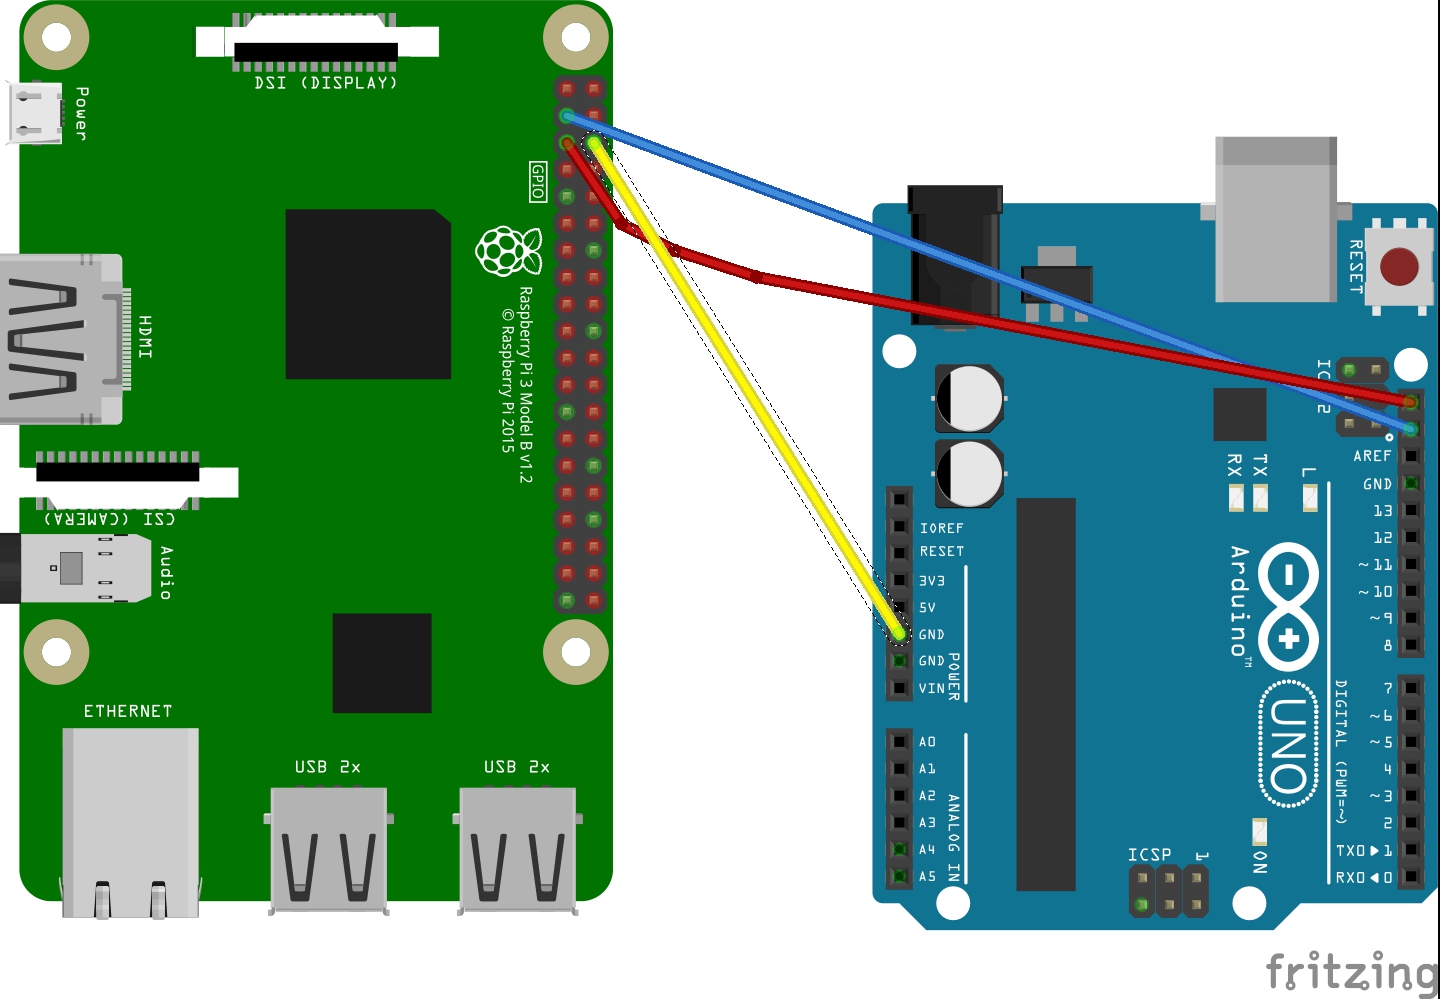 DSI (DISPLAY)
Power
GPIO
HDMI
Raspberry Pi 3 Model B v1.2
© Raspberry Pi 2015
CSI (CAMERA)
Audio
ETHERNET
USB 2x
USB 2x
RESET
AREF
GND
13
12
~11
~10
~9
8
7
~6
~5
4
~3
2
TX0▶1
RX0◀0
DIGITAL (PWM=~)
RX
TX
L
Arduino™
UNO
ON
IOREF
RESET
3V3
5V
GND
GND
VIN
POWER
A0
A1
A2
A3
A4
A5
ANALOG IN
ICSP
1
fritzing